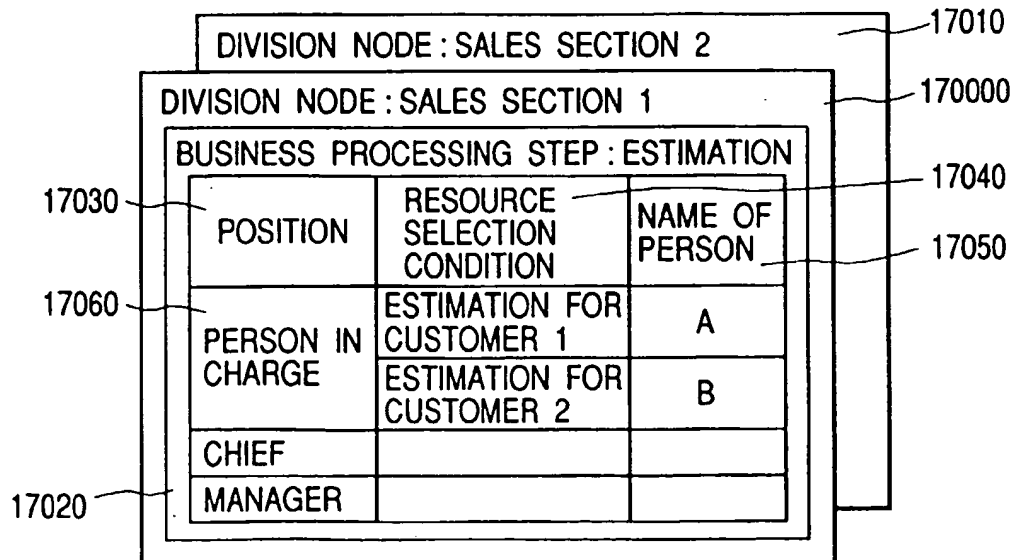 DIVISION NODE : SALES SECTION 2
17010
DIVISION NODE : SALES SECTION 1
170000
BUSINESS PROCESSING STEP : ESTIMATION
17030
POSITION
RESOURCE
SELECTION
CONDITION
17040
NAME OF
PERSON
17050
17060
PERSON IN
CHARGE
ESTIMATION FOR
CUSTOMER 1
A
ESTIMATION FOR
CUSTOMER 2
B
CHIEF
17020
MANAGER